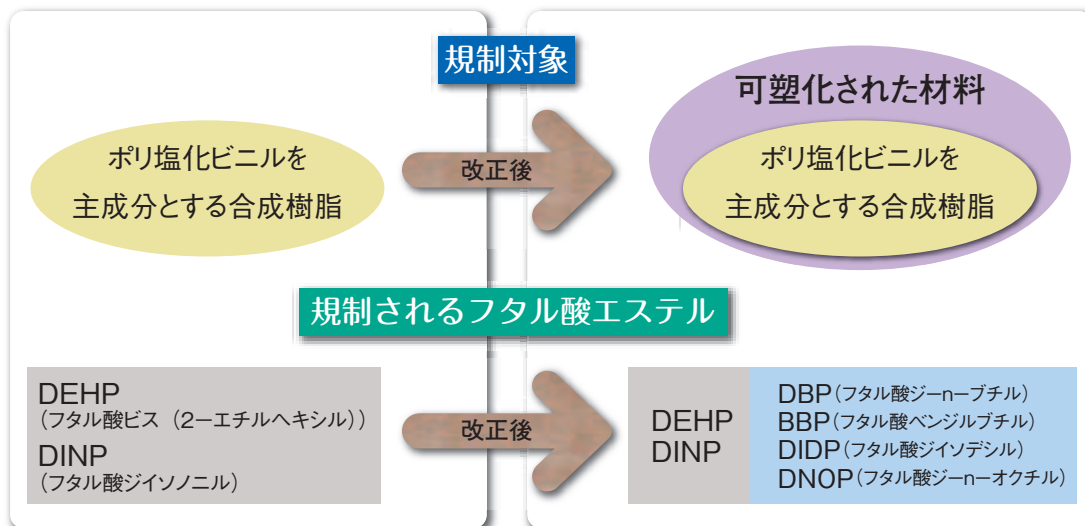 規制対象
ポリ塩化ビニルを
主成分とする合成樹脂
改正後
可塑化された材料
ポリ塩化ビニルを
主成分とする合成樹脂
規制されるフタル酸エステル
DEHP
(フタル酸ビス (2ーエチルヘキシル))
DINP
(フタル酸ジイソノニル)
改正後
DEHP
DINP
DBP(フタル酸ジーnーブチル)
BBP(フタル酸ベンジルブチル)
DIDP(フタル酸ジイソデシル)
DNOP(フタル酸ジーnーオクチル)